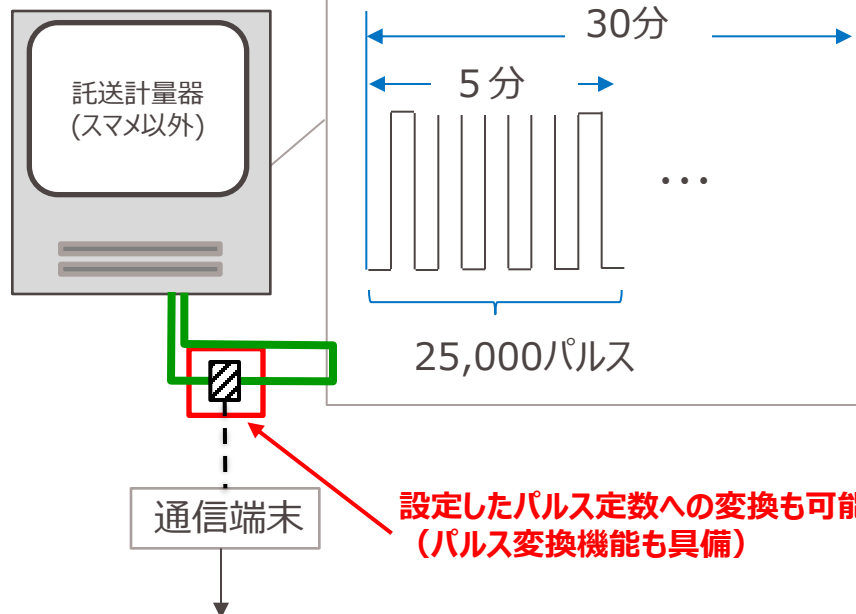 託送計量器
(スマメ以外)
30分
5分
…
25,000パルス
通信端末
設定したパルス定数への変換も可能
（パルス変換機能も具備）